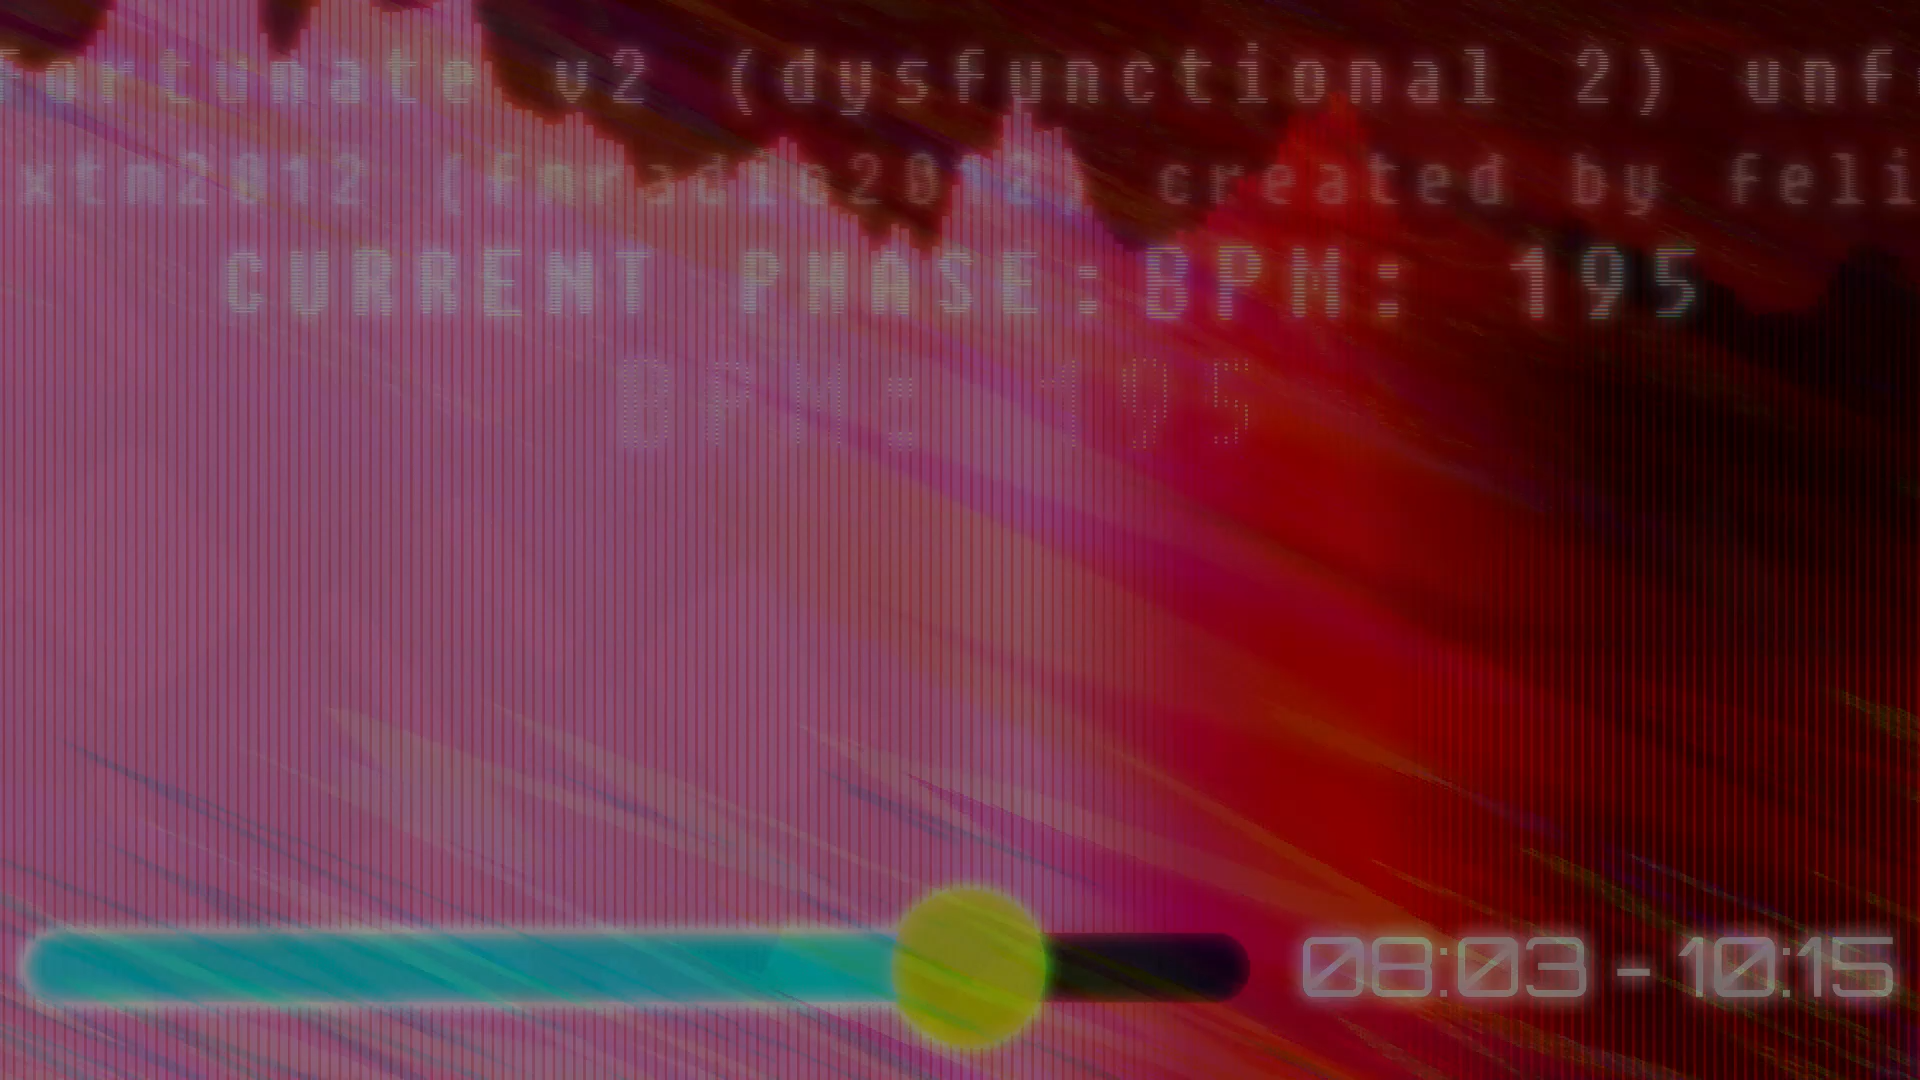 fortunate v2 (dysfunctional 2) unf
xtm2012 (fmradio2012) created by feli
CURRENT PHASE: BPM: 195
BPM: 195
08:03 - 10:15